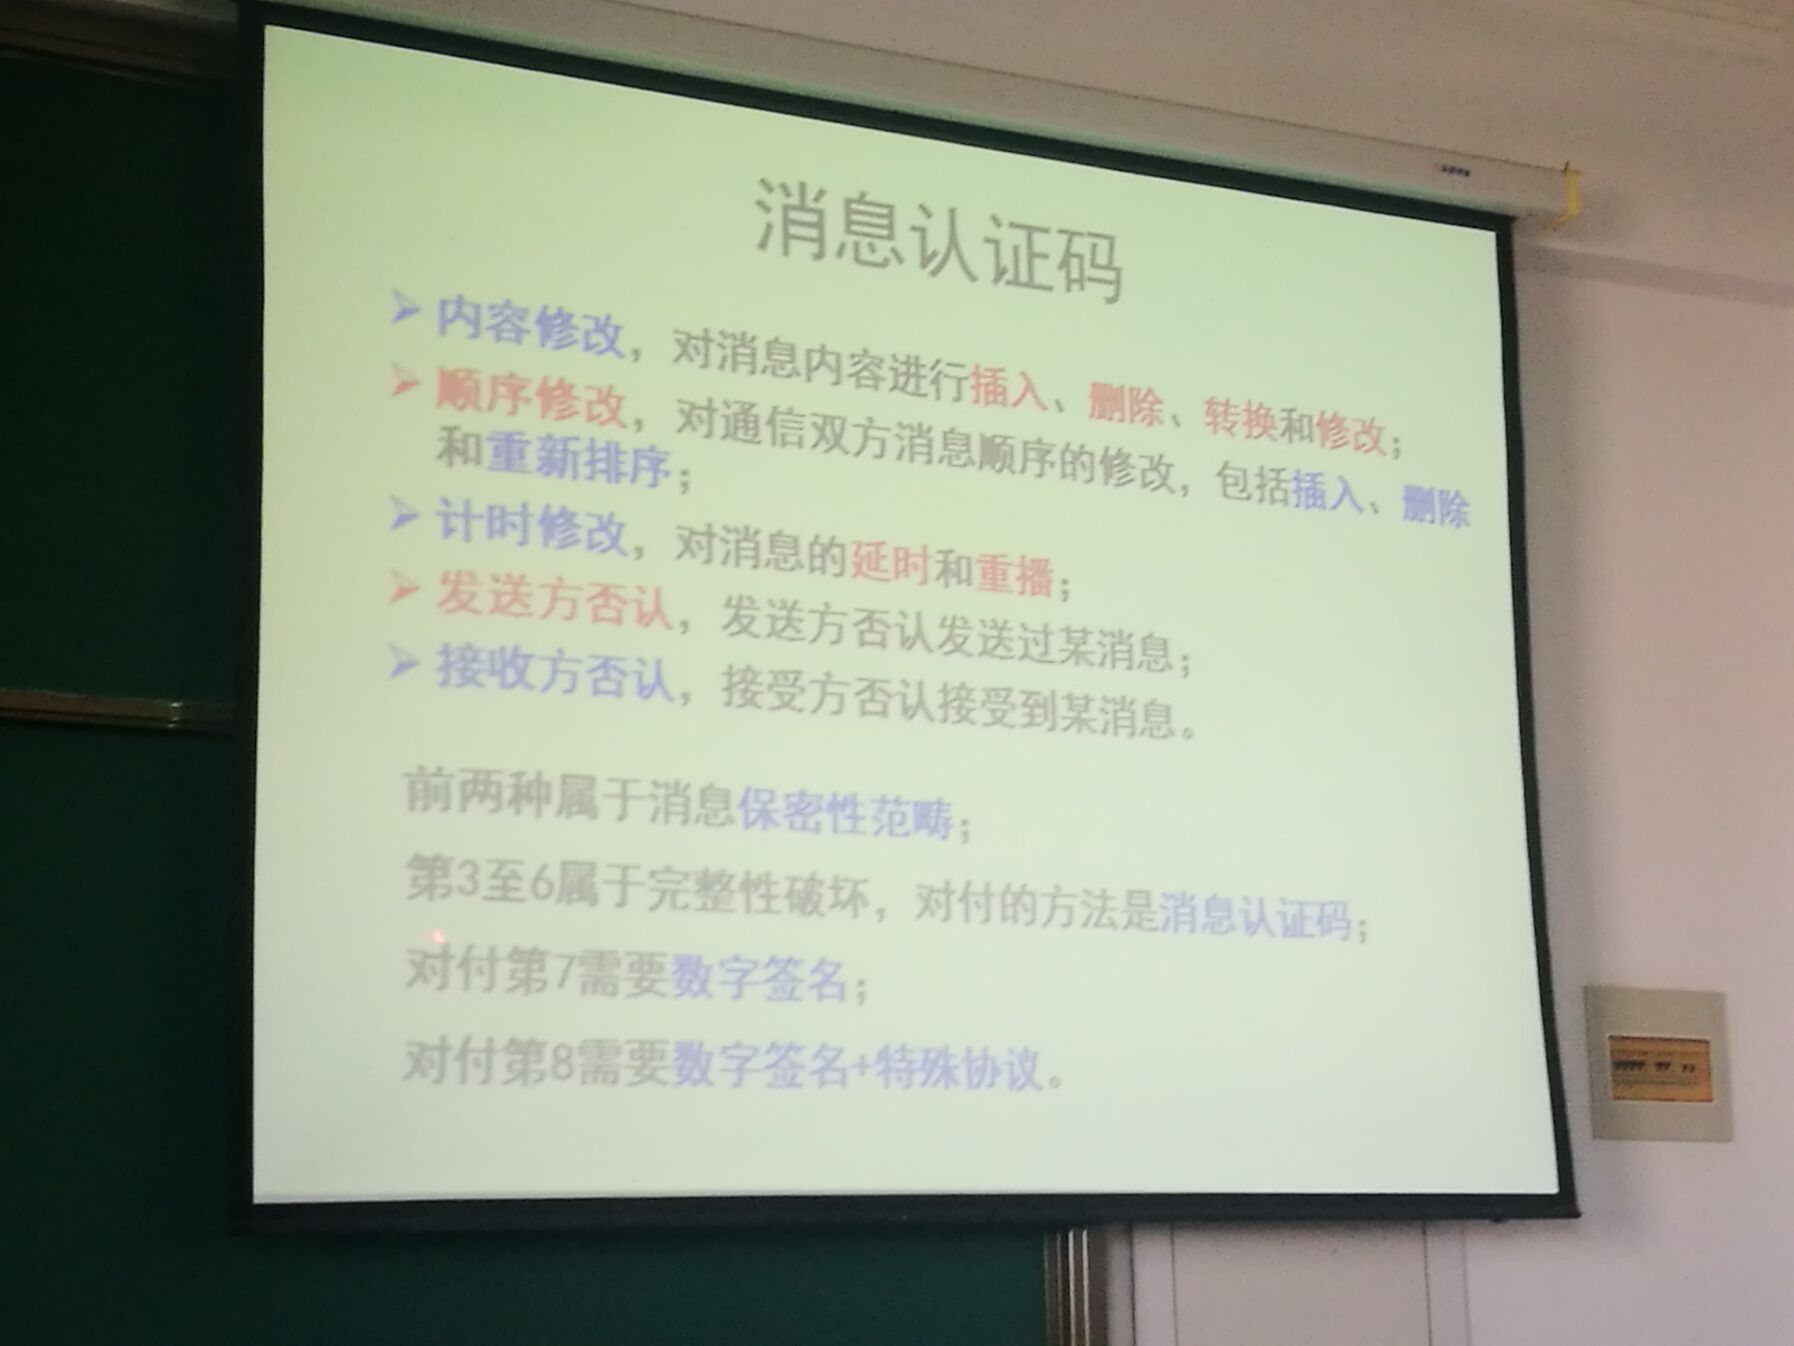 消息认证码
➢ 内容修改，对消息内容进行插入、删除、转换和修改；
➢ 顺序修改，对通信双方消息顺序的修改，包括插入、删除
和重新排序；
➢ 计时修改，对消息的延时和重播；
➢ 发送方否认，发送方否认发送过某消息；
➢ 接收方否认，接受方否认接受到某消息。
前两种属于消息保密性范畴；
第3至6属于完整性破坏，对付的方法是消息认证码；
对付第7需要数字签名；
对付第8需要数字签名+特殊协议。